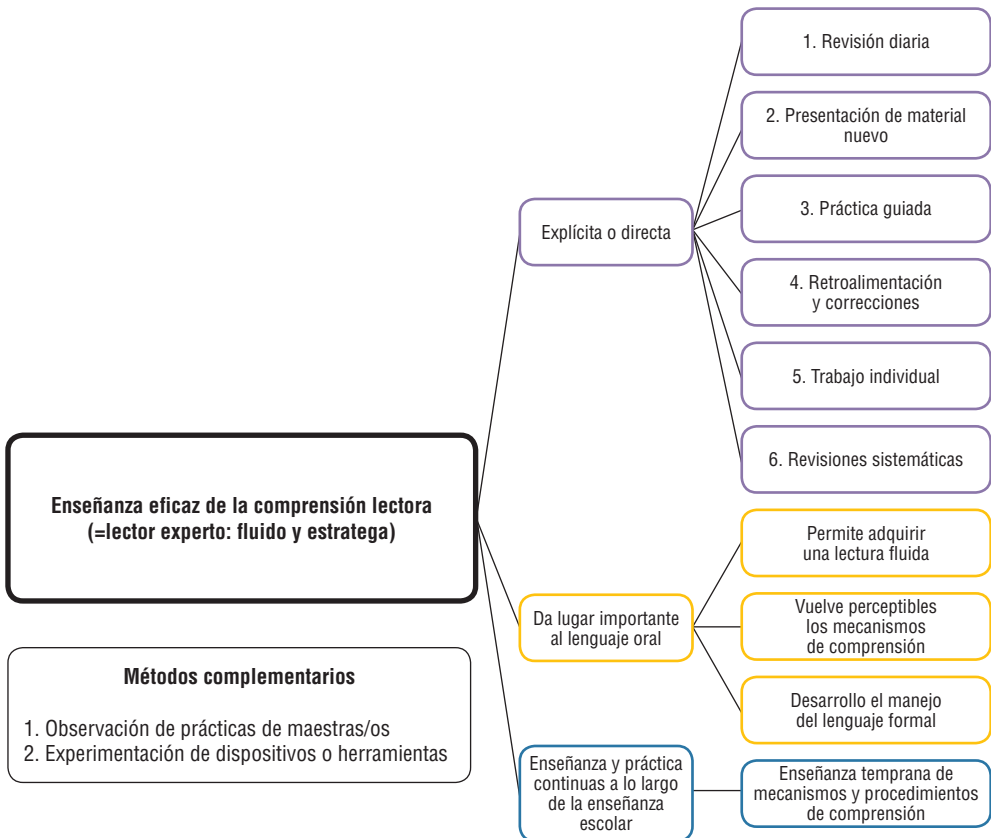 Enseñanza eficaz de la comprensión lectora
(=lector experto: fluido y estratega)
Métodos complementarios
1. Observación de prácticas de maestras/os
2. Experimentación de dispositivos o herramientas
Explícita o directa
1. Revisión diaria
2. Presentación de material
nuevo
3. Práctica guiada
4. Retroalimentación
y correcciones
5. Trabajo individual
6. Revisiones sistemáticas
Da lugar importante
al lenguaje oral
Permite adquirir
una lectura fluida
Vuelve perceptibles
los mecanismos
de comprensión
Desarrollo el manejo
del lenguaje formal
Enseñanza y práctica
continuas a lo largo
de la enseñanza
escolar
Enseñanza temprana de
mecanismos y procedimientos
de comprensión